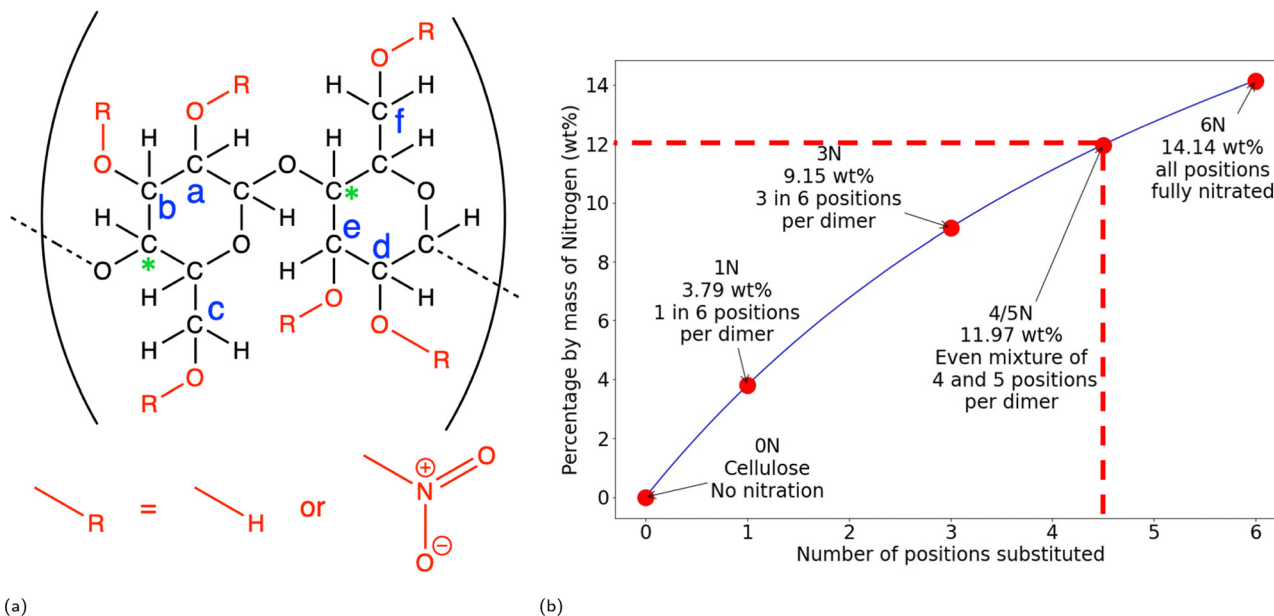 R
O
H
H
R
O
R
O
H
H
C
f
H
H
O
C
H
C
O
H
C
C
*
C
O
a
b
H
C
O
e
d
C
H
C
H
C
C
H
O
*
H
c
O
O
H
C
H
R
R
O
R
R = H or N⊕ O
O⊖
(a)
Percentage by mass of Nitrogen (wt%)
14
12
10
8
6
4
2
0
6N
14.14 wt%
all positions
fully nitrated
3N
9.15 wt%
3 in 6 positions
per dimer
1N
3.79 wt%
1 in 6 positions
per dimer
4/5N
11.97 wt%
Even mixture of
4 and 5 positions
per dimer
0N
Cellulose
No nitration
0 1 2 3 4 5 6
Number of positions substituted
(b)